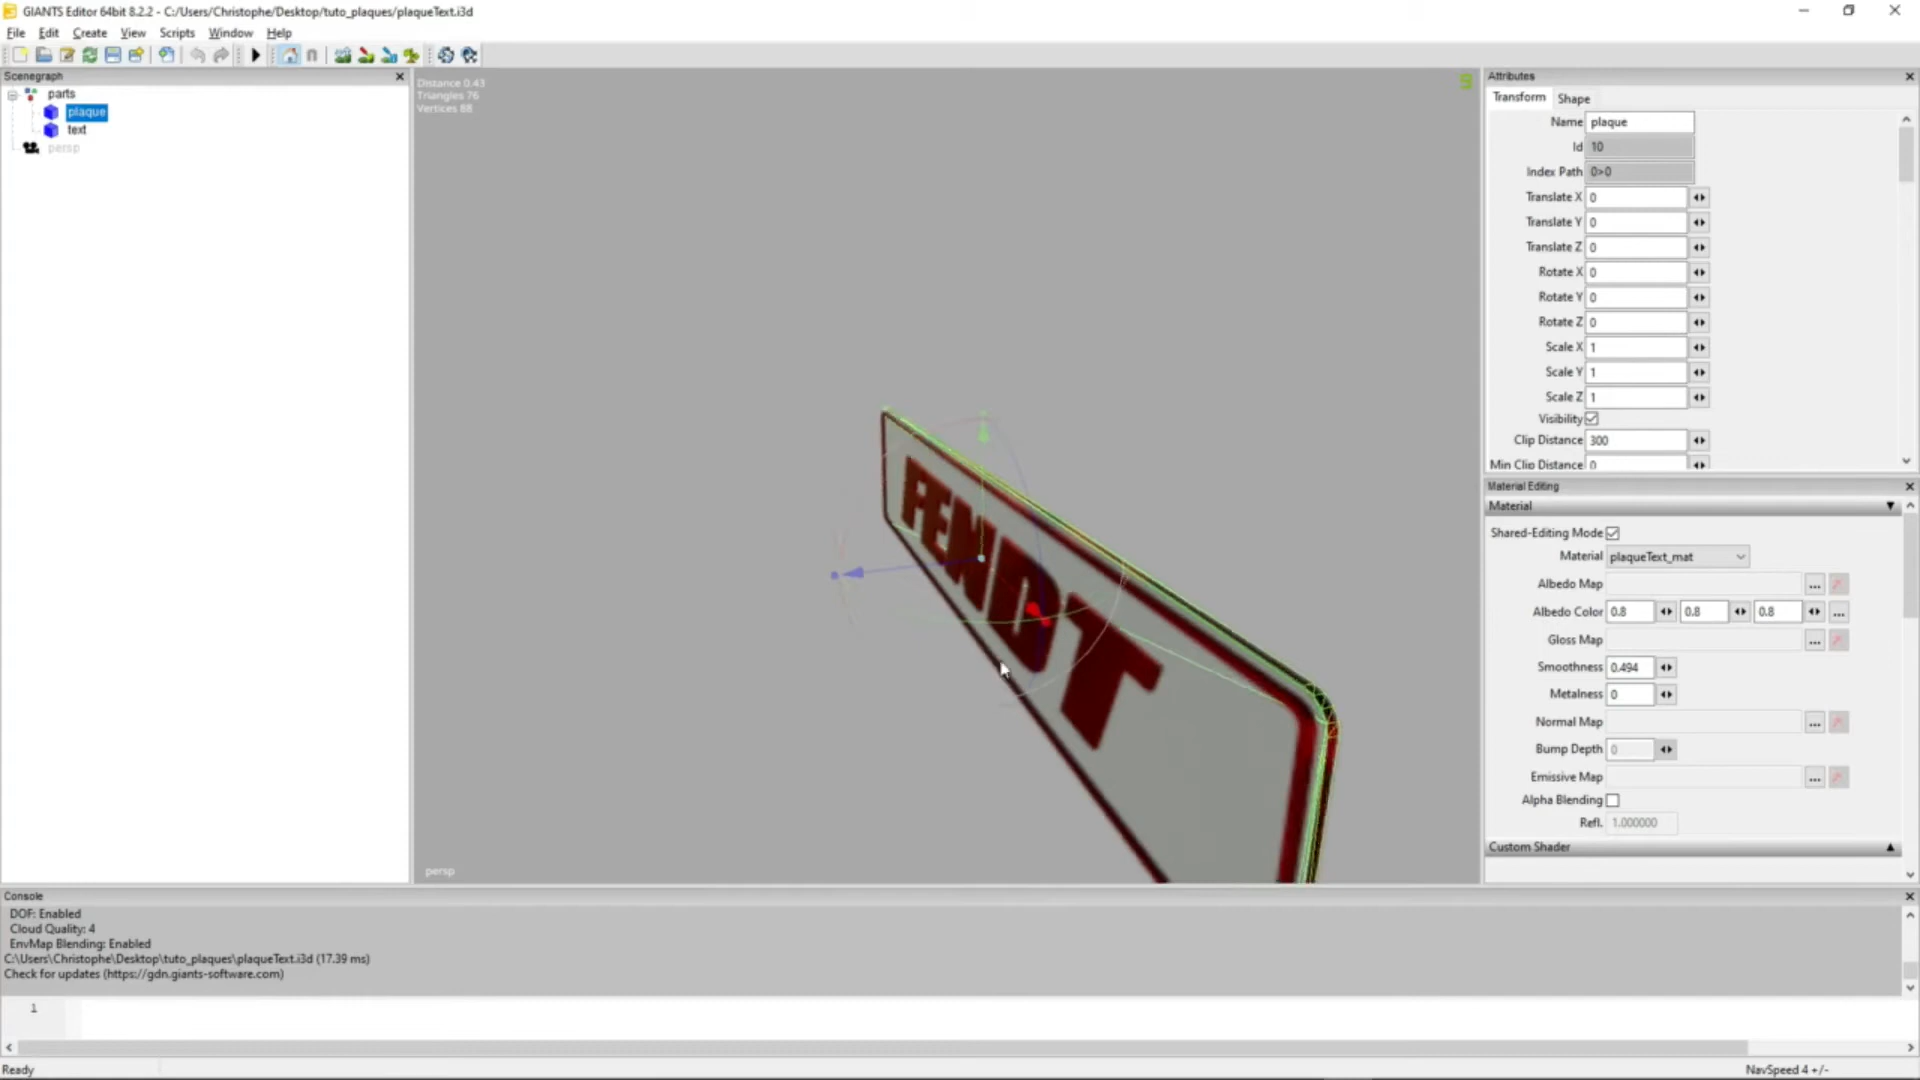 GIANTS Editor 64bit 8.2.2 - C:/Users/Christophe/Desktop/tuto_plaques/plaqueText.i3d
File Edit Create View Scripts Window Help
Scenegraph
parts
plaque
text
persp
Distance 0.43
Triangles 76
Vertices 88
9
FENDT
persp
Attributes
Transform Shape
Name plaque
Id 10
Index Path 0>0
Translate X 0
Translate Y 0
Translate Z 0
Rotate X 0
Rotate Y 0
Rotate Z 0
Scale X 1
Scale Y 1
Scale Z 1
Visibility
Clip Distance 300
Min Clip Distance 0
Material Editing
Material
Shared-Editing Mode
Material plaqueText_mat
Albedo Map ...
Albedo Color 0.8 0.8 0.8 ...
Gloss Map ...
Smoothness 0.494
Metalness 0
Normal Map ...
Bump Depth 0
Emissive Map ...
Alpha Blending
Refl. 1.000000
Custom Shader
Console
DOF: Enabled
Cloud Quality: 4
EnvMap Blending: Enabled
C:\Users\Christophe\Desktop\tuto_plaques\plaqueText.i3d (17.39 ms)
Check for updates (https://gdn.giants-software.com)
1
Ready
NavSpeed 4 +/-